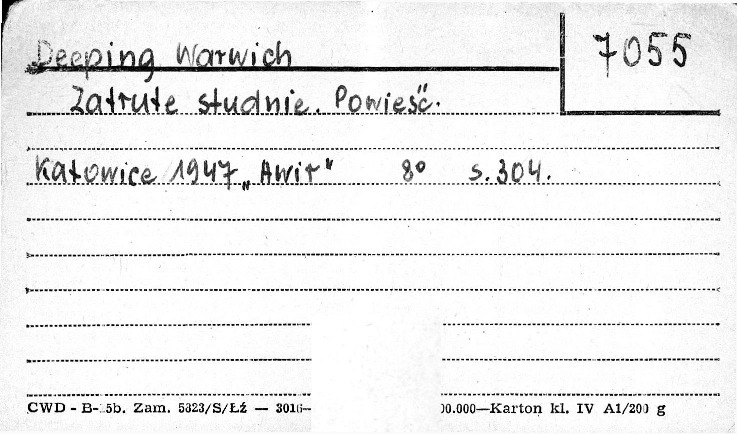 Deeping Warwich
7055
Zatrute studnie. Powieść.
Katowice 1947 „Awir" 8° s. 304.
CWD - B- 5b. Zam. 5323/S/Łź — 3016— 00.000—Karton kl. IV A1/200 g